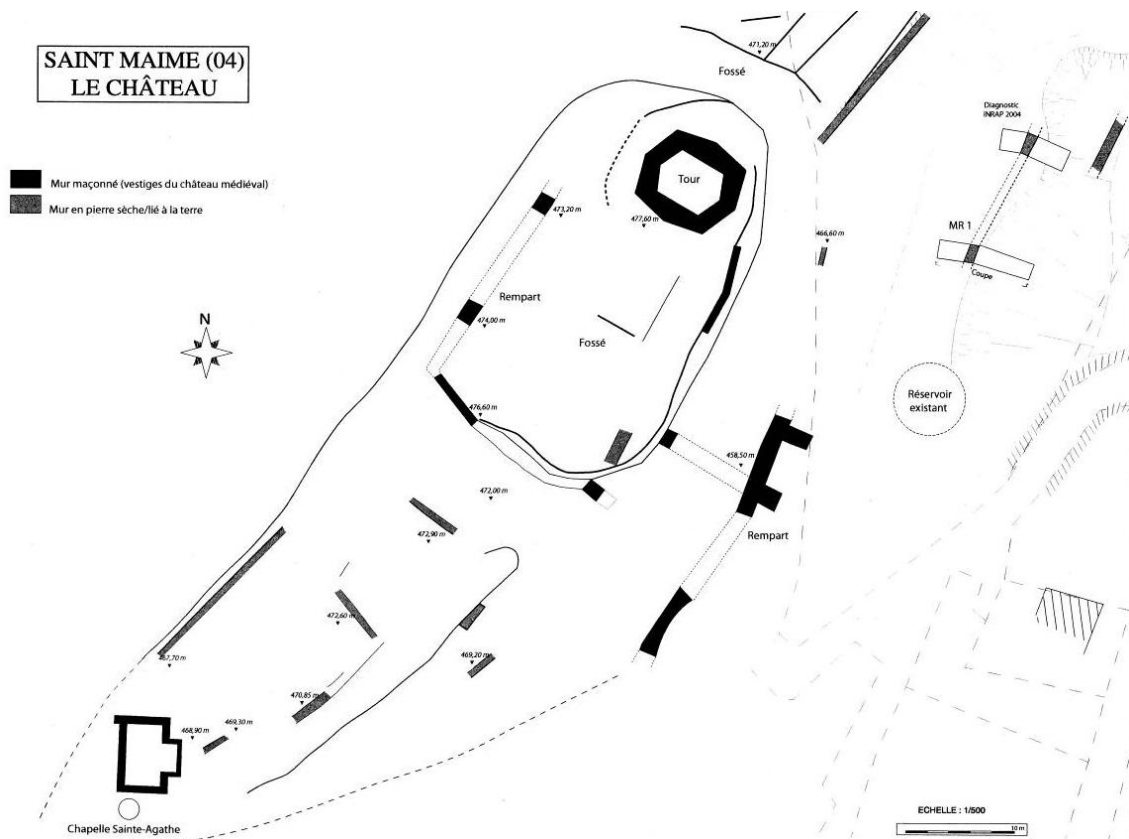 SAINT MAIME (04)
LE CHÂTEAU
Mur maçonné (vestiges du château médiéval)
Mur en pierre sèche/lié à la terre
N
471,20 m
Fossé
Diagnostic
INRAP 2004
Tour
473,20 m
477,60 m
466,60 m
MR 1
Coupe
Rempart
474,00 m
Fossé
Réservoir
existant
476,60 m
458,50 m
472,00 m
472,90 m
Rempart
472,60 m
467,70 m
469,20 m
470,85 m
468,90 m
469,30 m
Chapelle Sainte-Agathe
ECHELLE : 1/500
10 m